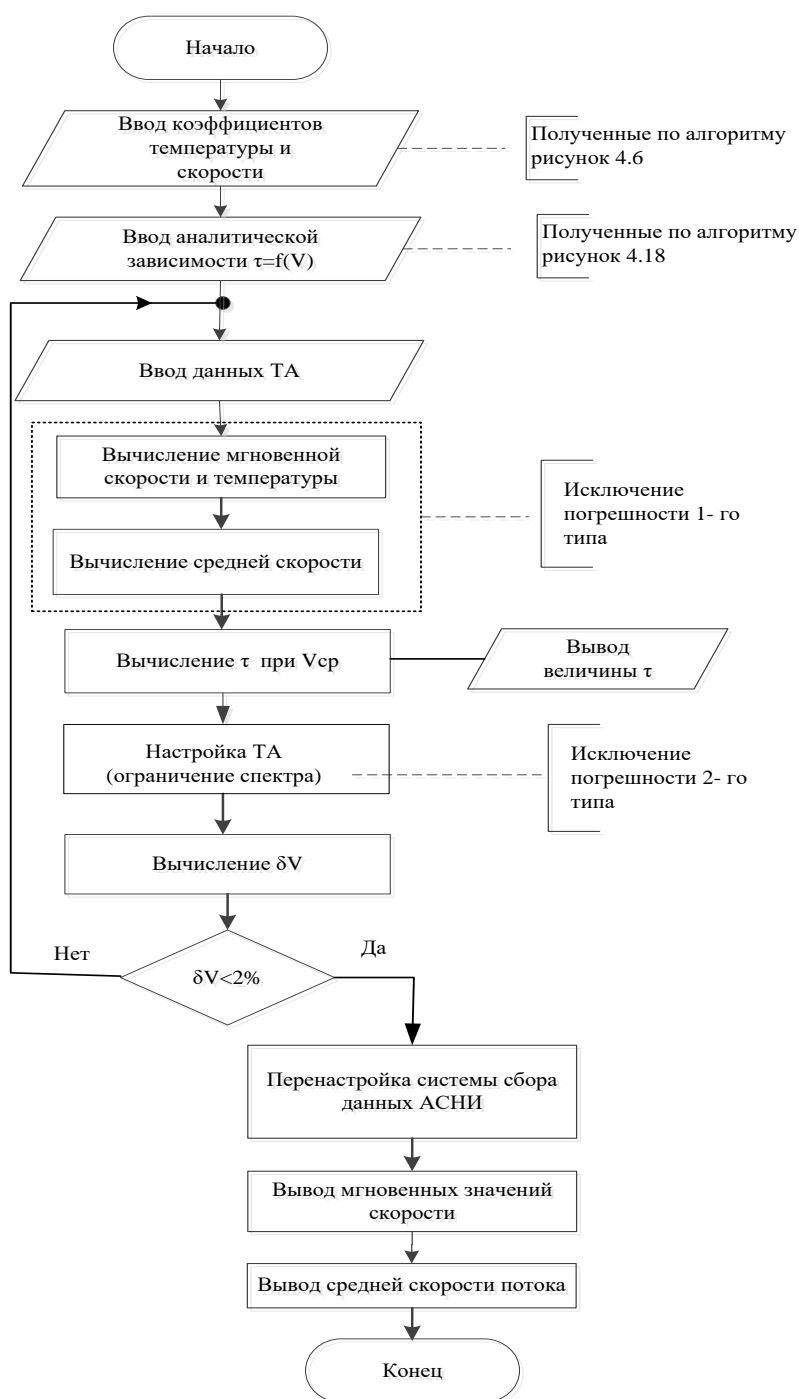 Начало
Ввод коэффициентов
температуры и
скорости
Полученные по алгоритму
рисунок 4.6
Ввод аналитической
зависимости τ=f(V)
Полученные по алгоритму
рисунок 4.18
Ввод данных ТА
Вычисление мгновенной
скорости и температуры
Вычисление средней скорости
Исключение
погрешности 1- го
типа
Вычисление τ при Vср
Вывод
величины τ
Настройка ТА
(ограничение спектра)
Исключение
погрешности 2- го
типа
Вычисление δV
Нет
Да
δV<2%
Перенастройка системы сбора
данных АСНИ
Вывод мгновенных значений
скорости
Вывод средней скорости потока
Конец